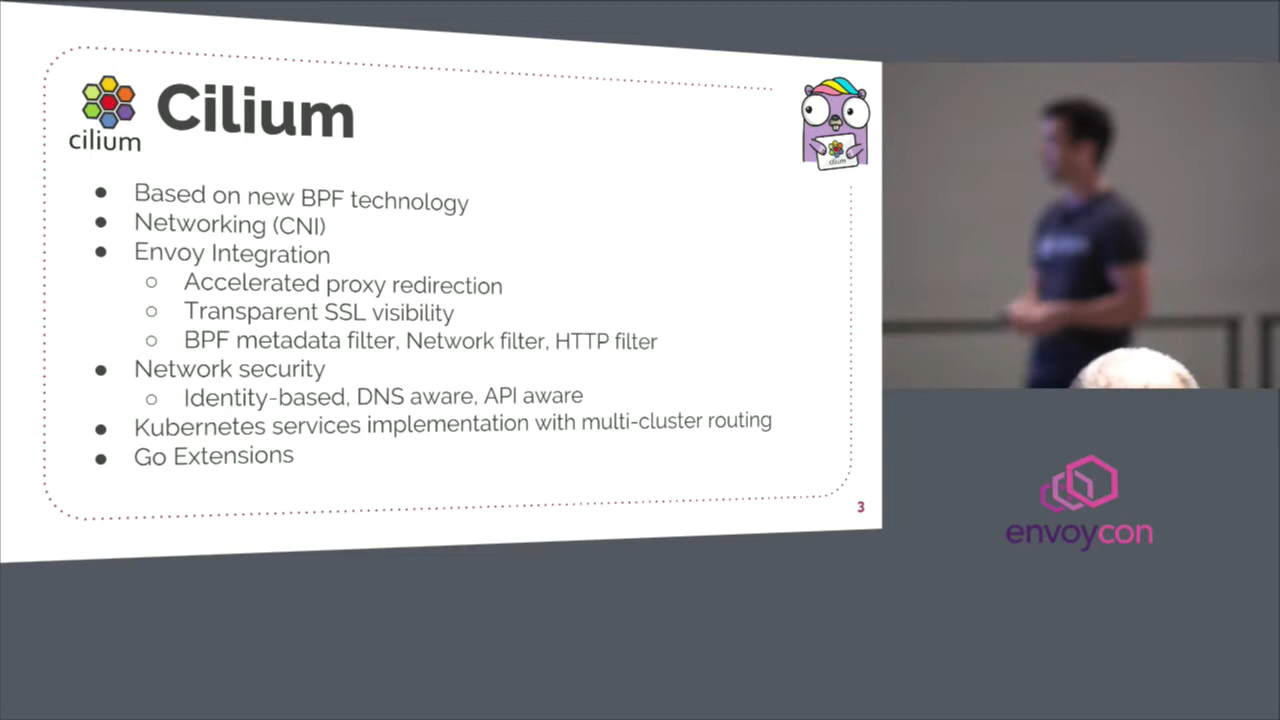 cilium
Cilium
Based on new BPF technology
Networking (CNI)
Envoy Integration
Accelerated proxy redirection
Transparent SSL visibility
BPF metadata filter, Network filter, HTTP filter
Network security
Identity-based, DNS aware, API aware
Kubernetes services implementation with multi-cluster routing
Go Extensions
cilium
3
envoycon